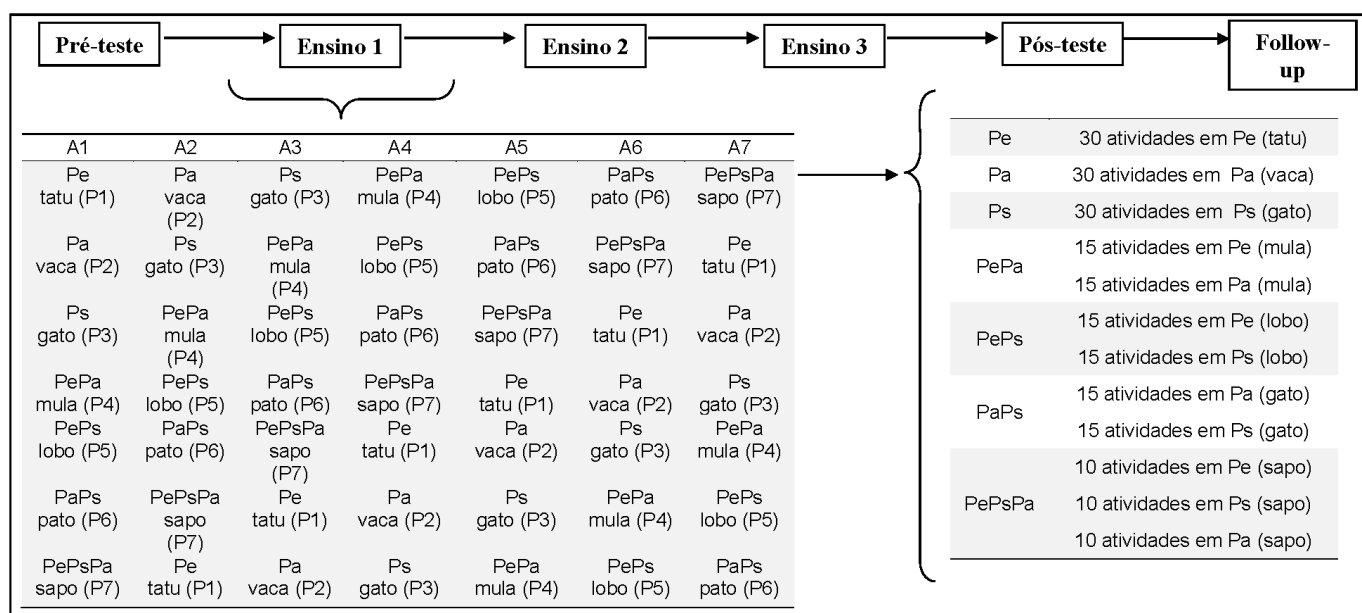 Pré-teste
Ensino 1
Ensino 2
Ensino 3
Pós-teste
Follow-
up
A1 A2 A3 A4 A5 A6 A7
Pe Pa Ps PePa PePs PaPs PePsPa
tatu (P1) vaca gato (P3) mula (P4) lobo (P5) pato (P6) sapo (P7)
(P2)
Pa Ps PePa PePs PaPs PePsPa Pe
vaca (P2) gato (P3) mula lobo (P5) pato (P6) sapo (P7) tatu (P1)
(P4)
Ps PePa PePs PaPs PePsPa Pe Pa
gato (P3) mula lobo (P5) pato (P6) sapo (P7) tatu (P1) vaca (P2)
(P4)
PePa PePs PaPs PePsPa Pe Pa Ps
mula (P4) lobo (P5) pato (P6) sapo (P7) tatu (P1) vaca (P2) gato (P3)
PePs PaPs PePsPa Pe Pa Ps PePa
lobo (P5) pato (P6) sapo tatu (P1) vaca (P2) gato (P3) mula (P4)
(P7)
PaPs PePsPa Pe Pa Ps PePa PePs
pato (P6) sapo tatu (P1) vaca (P2) gato (P3) mula (P4) lobo (P5)
(P7)
PePsPa Pe Pa Ps PePa PePs PaPs
sapo (P7) tatu (P1) vaca (P2) gato (P3) mula (P4) lobo (P5) pato (P6)
Pe 30 atividades em Pe (tatu)
Pa 30 atividades em Pa (vaca)
Ps 30 atividades em Ps (gato)
PePa
15 atividades em Pe (mula)
15 atividades em Pa (mula)
PePs
15 atividades em Pe (lobo)
15 atividades em Ps (lobo)
PaPs
15 atividades em Pa (gato)
15 atividades em Ps (gato)
PePsPa
10 atividades em Pe (sapo)
10 atividades em Ps (sapo)
10 atividades em Pa (sapo)